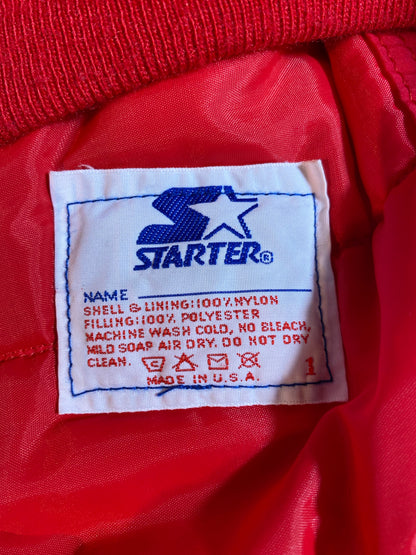 STARTER®
NAME
SHELL & LINING:100% NYLON
FILLING:100% POLYESTER
MACHINE WASH COLD, NO BLEACH,
MILD SOAP AIR DRY. DO NOT DRY
CLEAN.
1
MADE IN U.S.A.